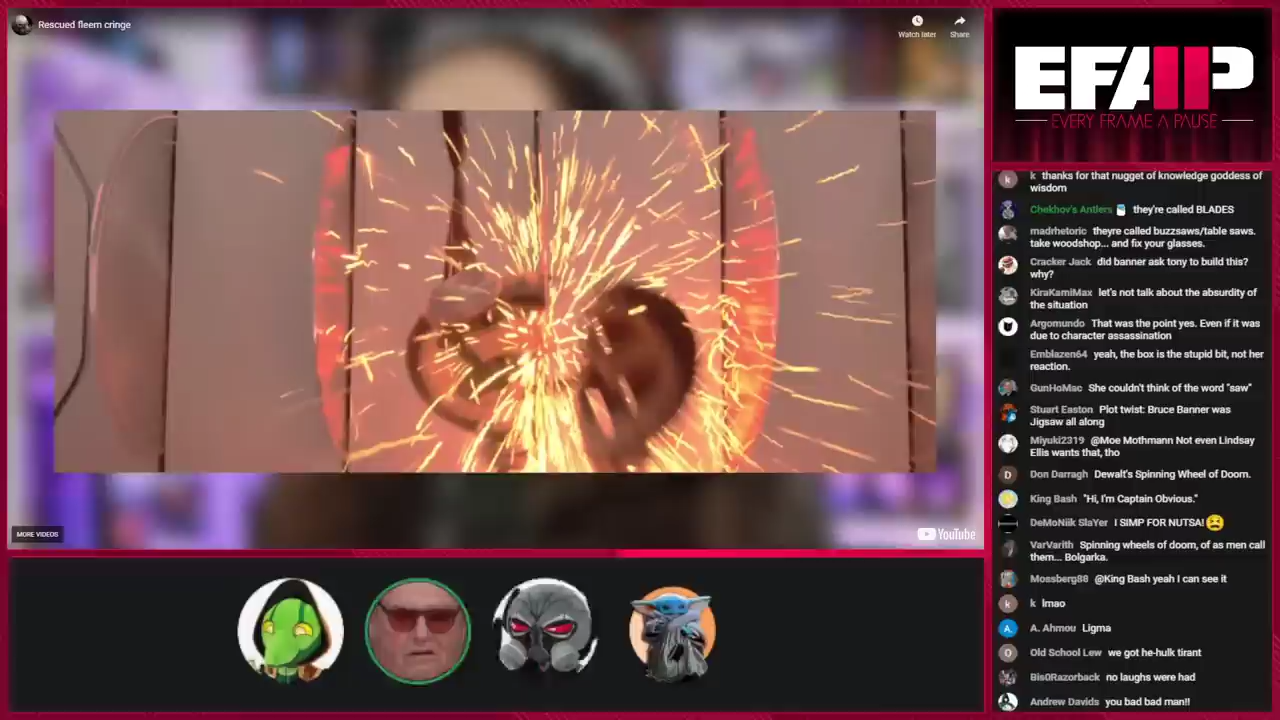 Rescued fleem cringe
Watch later
Share
MORE VIDEOS
YouTube
EFAP
EVERY FRAME A PAUSE
k thanks for that nugget of knowledge goddess of
wisdom
Chekhov's Antlers they're called BLADES
madrhetoric theyre called buzzsaws/table saws.
take woodshop... and fix your glasses.
Cracker Jack did banner ask tony to build this?
why?
KiraKamiMax let's not talk about the absurdity of
the situation
Argomundo That was the point yes. Even if it was
due to character assassination
Emblazen64 yeah, the box is the stupid bit, not her
reaction.
GunHoMac She couldn't think of the word "saw"
Stuart Easton Plot twist: Bruce Banner was
Jigsaw all along
Miyuki2319 @Moe Mothmann Not even Lindsay
Ellis wants that, tho
D
Don Darragh Dewalt's Spinning Wheel of Doom.
King Bash "Hi, I'm Captain Obvious."
DeMoNiik SlaYer I SIMP FOR NUTSA!
VarVarith Spinning wheels of doom, of as men call
them... Bolgarka.
Mossberg88 @King Bash yeah I can see it
k
k lmao
A.
A. Ahmou Ligma
O
Old School Lew we got he-hulk tirant
Bis0Razorback no laughs were had
Andrew Davids you bad bad man!!